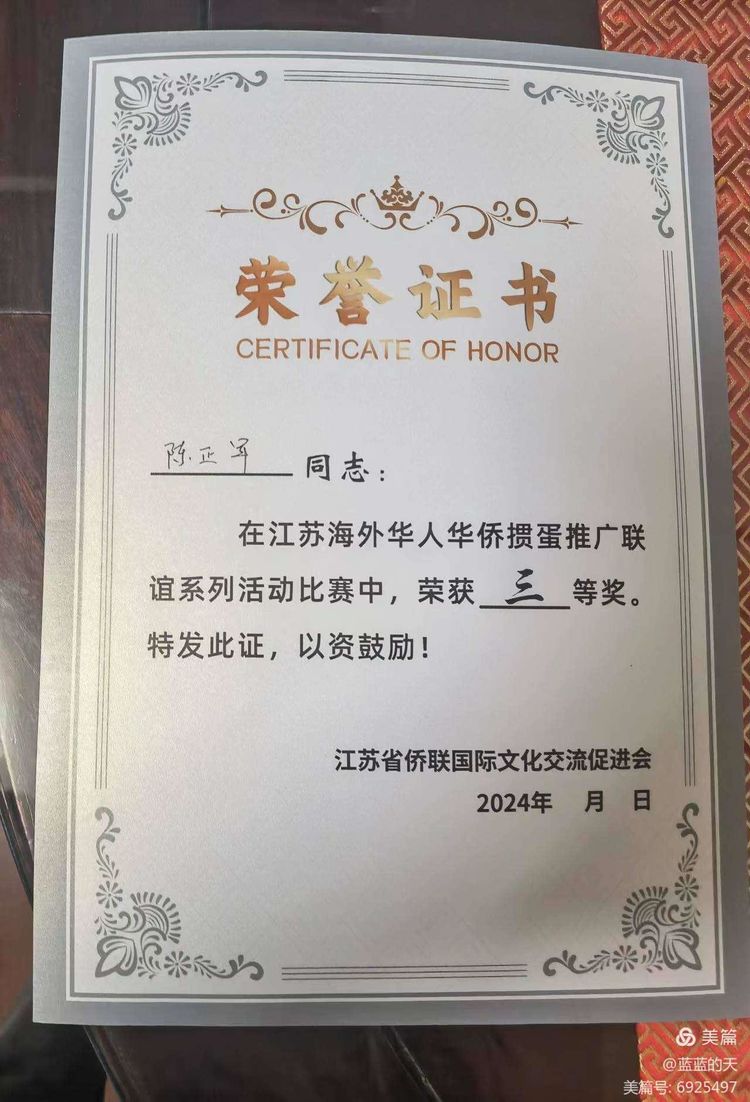 荣誉证书
CERTIFICATE OF HONOR
陈正军 同志：
在江苏海外华人华侨掼蛋推广联
谊系列活动比赛中，荣获三等奖。
特发此证，以资鼓励！
江苏省侨联国际文化交流促进会
2024年 月 日
美篇
@蓝蓝的天
美篇号: 6925497